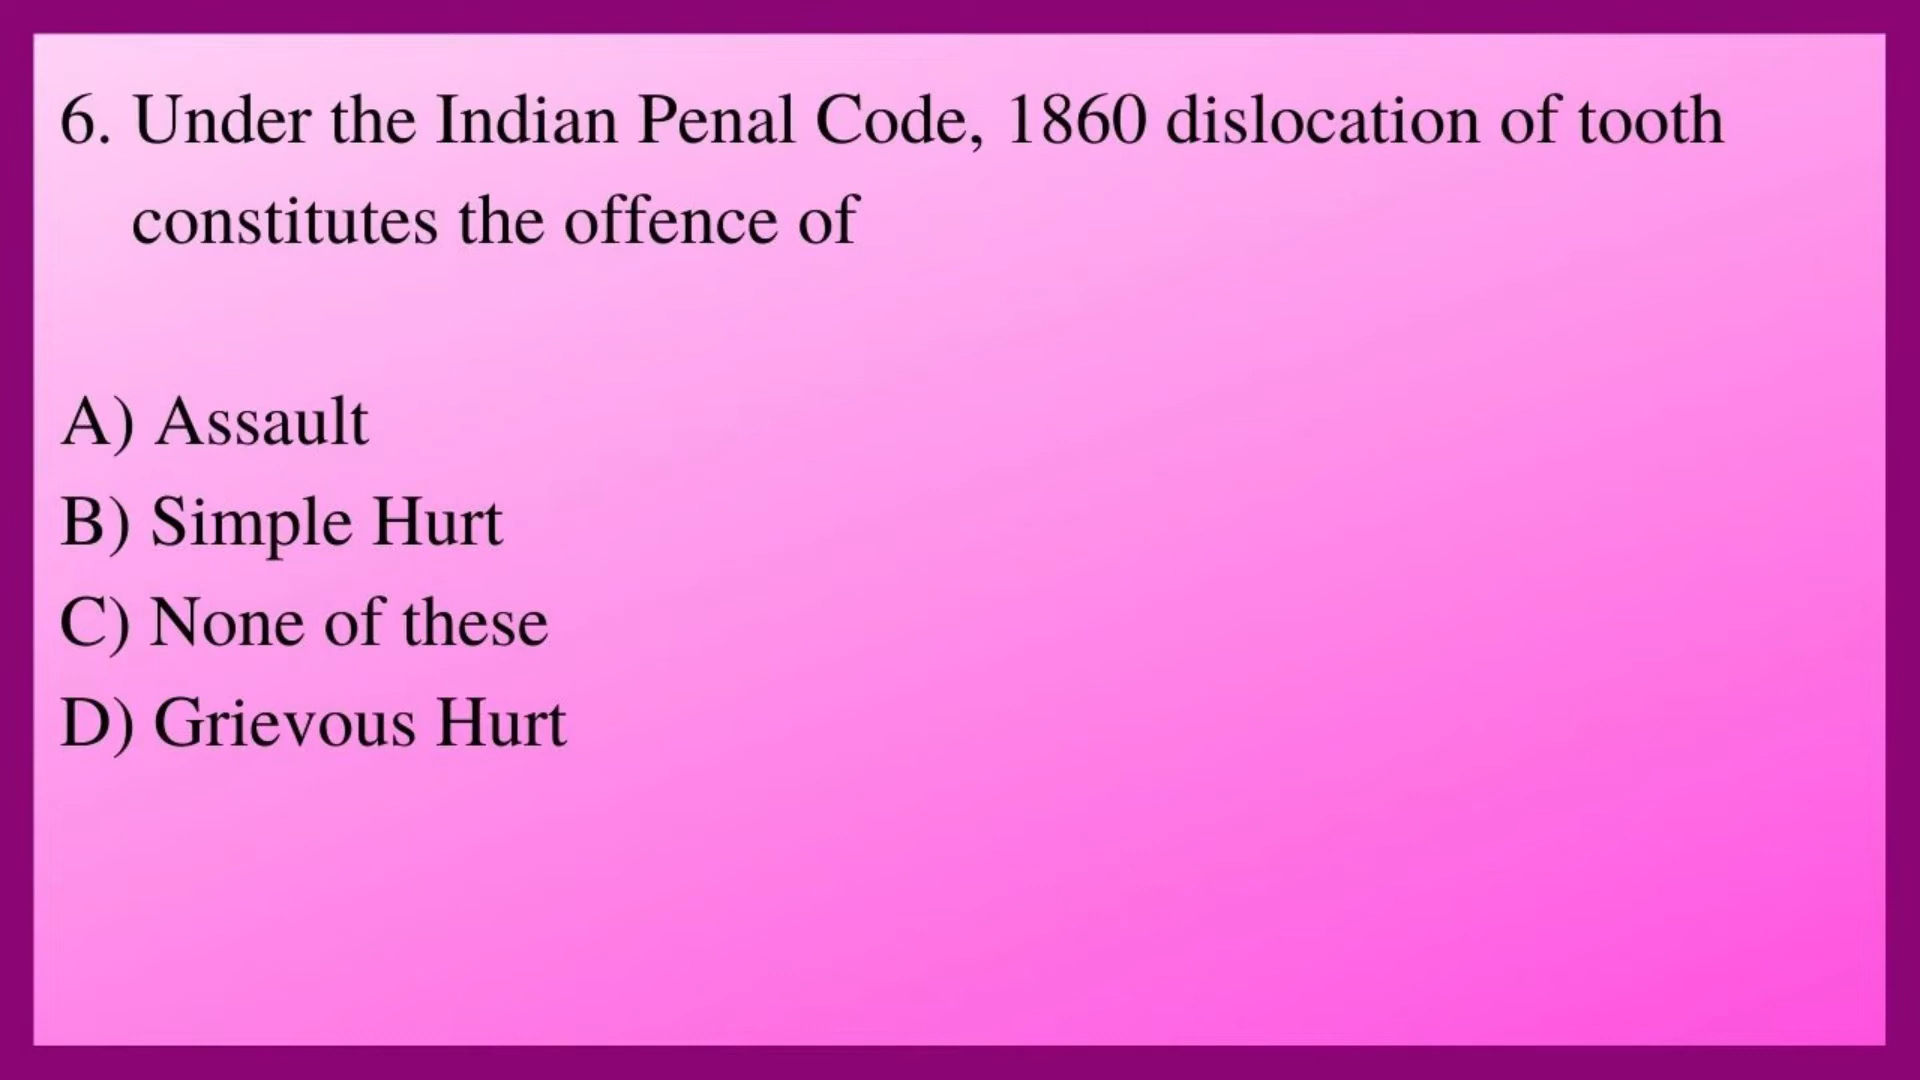 6. Under the Indian Penal Code, 1860 dislocation of tooth
constitutes the offence of
A) Assault
B) Simple Hurt
C) None of these
D) Grievous Hurt